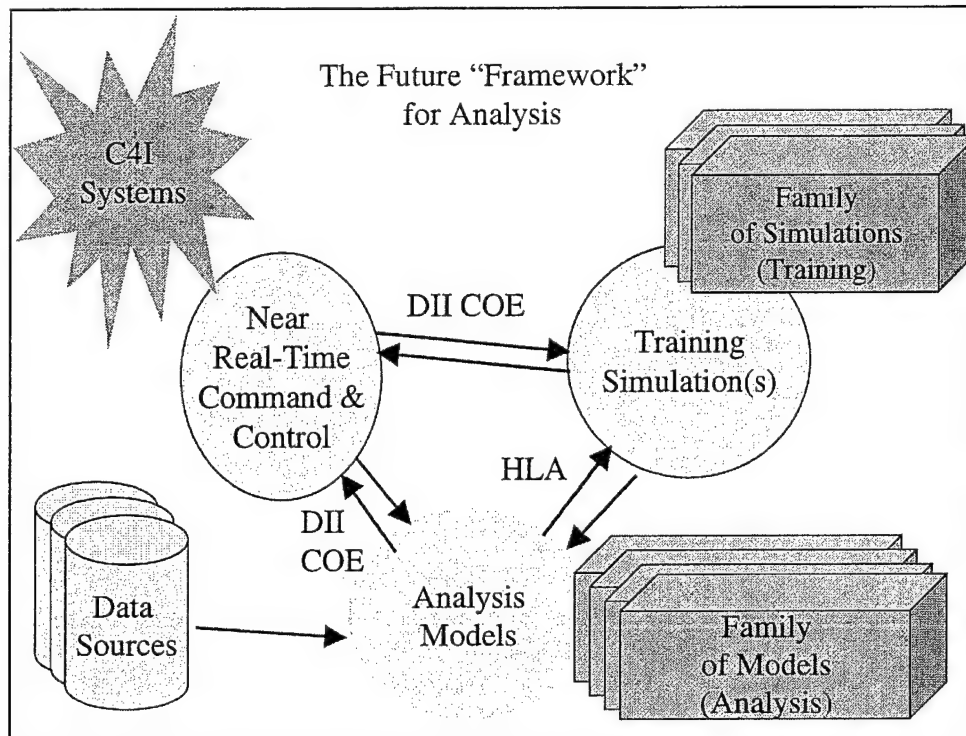 The Future “Framework”
for Analysis
C4I
Systems
Family
of Simulations
(Training)
Near
Real-Time
Command &
Control
DII COE
Training
Simulation(s)
HLA
DII
COE
Data
Sources
Analysis
Models
Family
of Models
(Analysis)